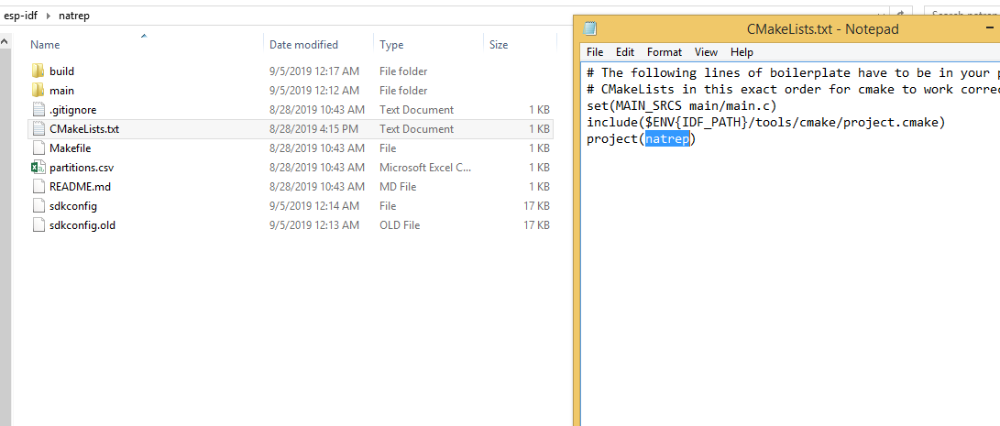 esp-idf natrep
Search natrep
Name Date modified Type Size
build 9/5/2019 12:17 AM File folder
main 9/5/2019 12:12 AM File folder
.gitignore 8/28/2019 10:43 AM Text Document 1 KB
CMakeLists.txt 8/28/2019 4:15 PM Text Document 1 KB
Makefile 8/28/2019 10:43 AM File 1 KB
partitions.csv 8/28/2019 10:43 AM Microsoft Excel C... 1 KB
README.md 8/28/2019 10:43 AM MD File 1 KB
sdkconfig 9/5/2019 12:14 AM File 17 KB
sdkconfig.old 9/5/2019 12:13 AM OLD File 17 KB
CMakeLists.txt - Notepad
File Edit Format View Help
# The following lines of boilerplate have to be in your p
# CMakeLists in this exact order for cmake to work correc
set(MAIN_SRCS main/main.c)
include($ENV{IDF_PATH}/tools/cmake/project.cmake)
project(natrep)